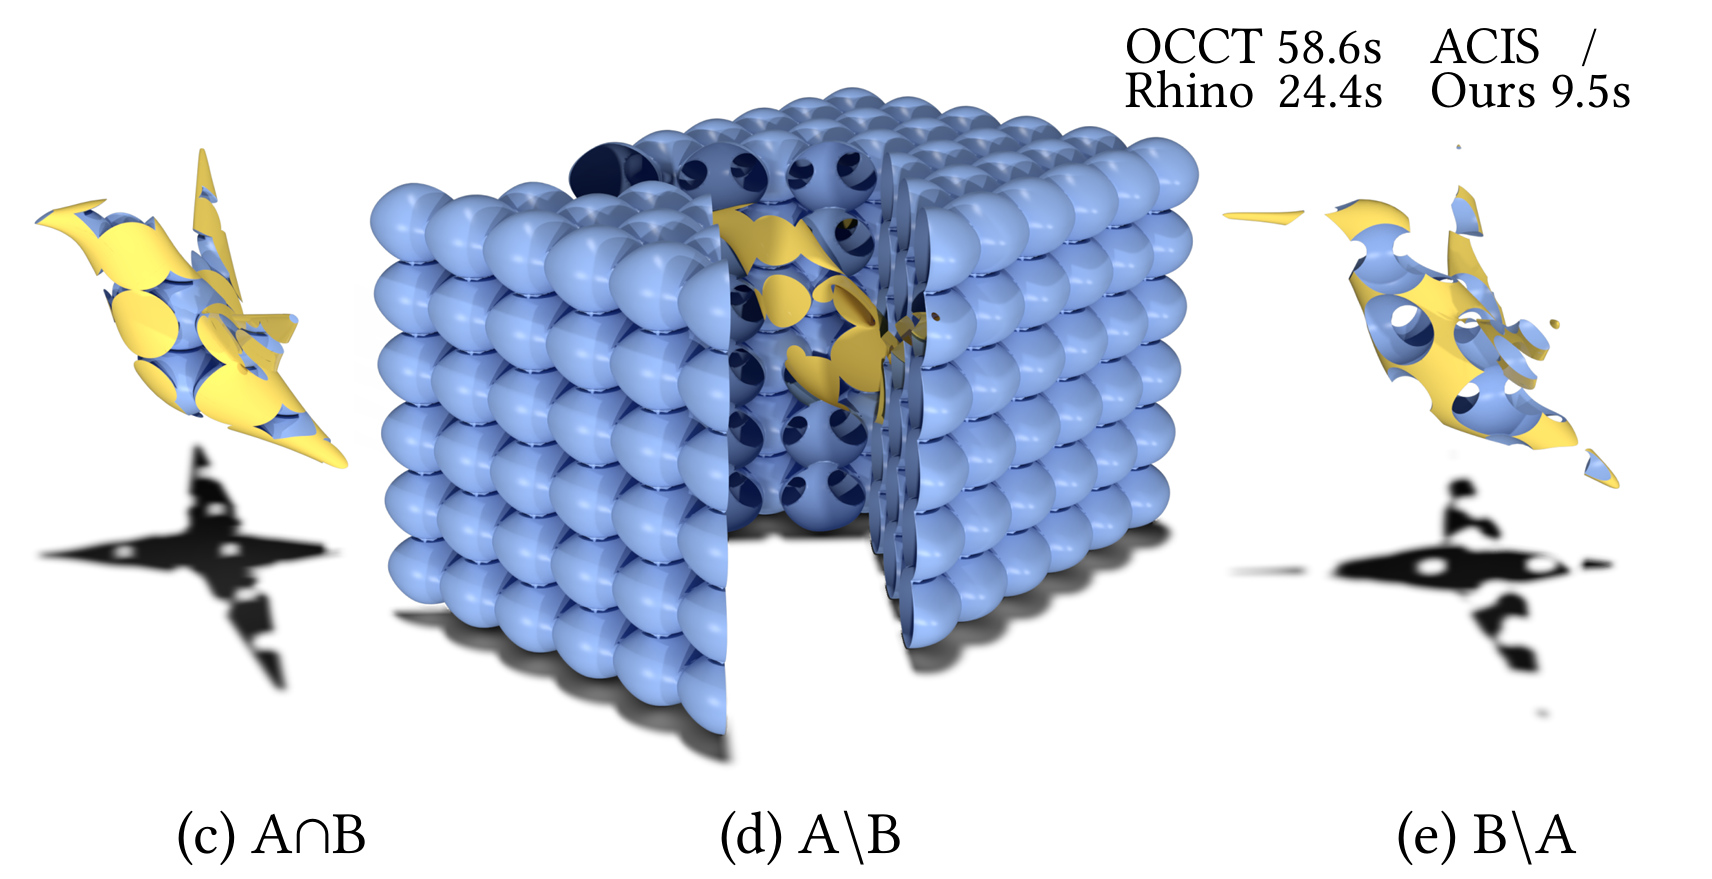 OCCT 58.6s ACIS /
Rhino 24.4s Ours 9.5s
(c) A∩B (d) A\B (e) B\A